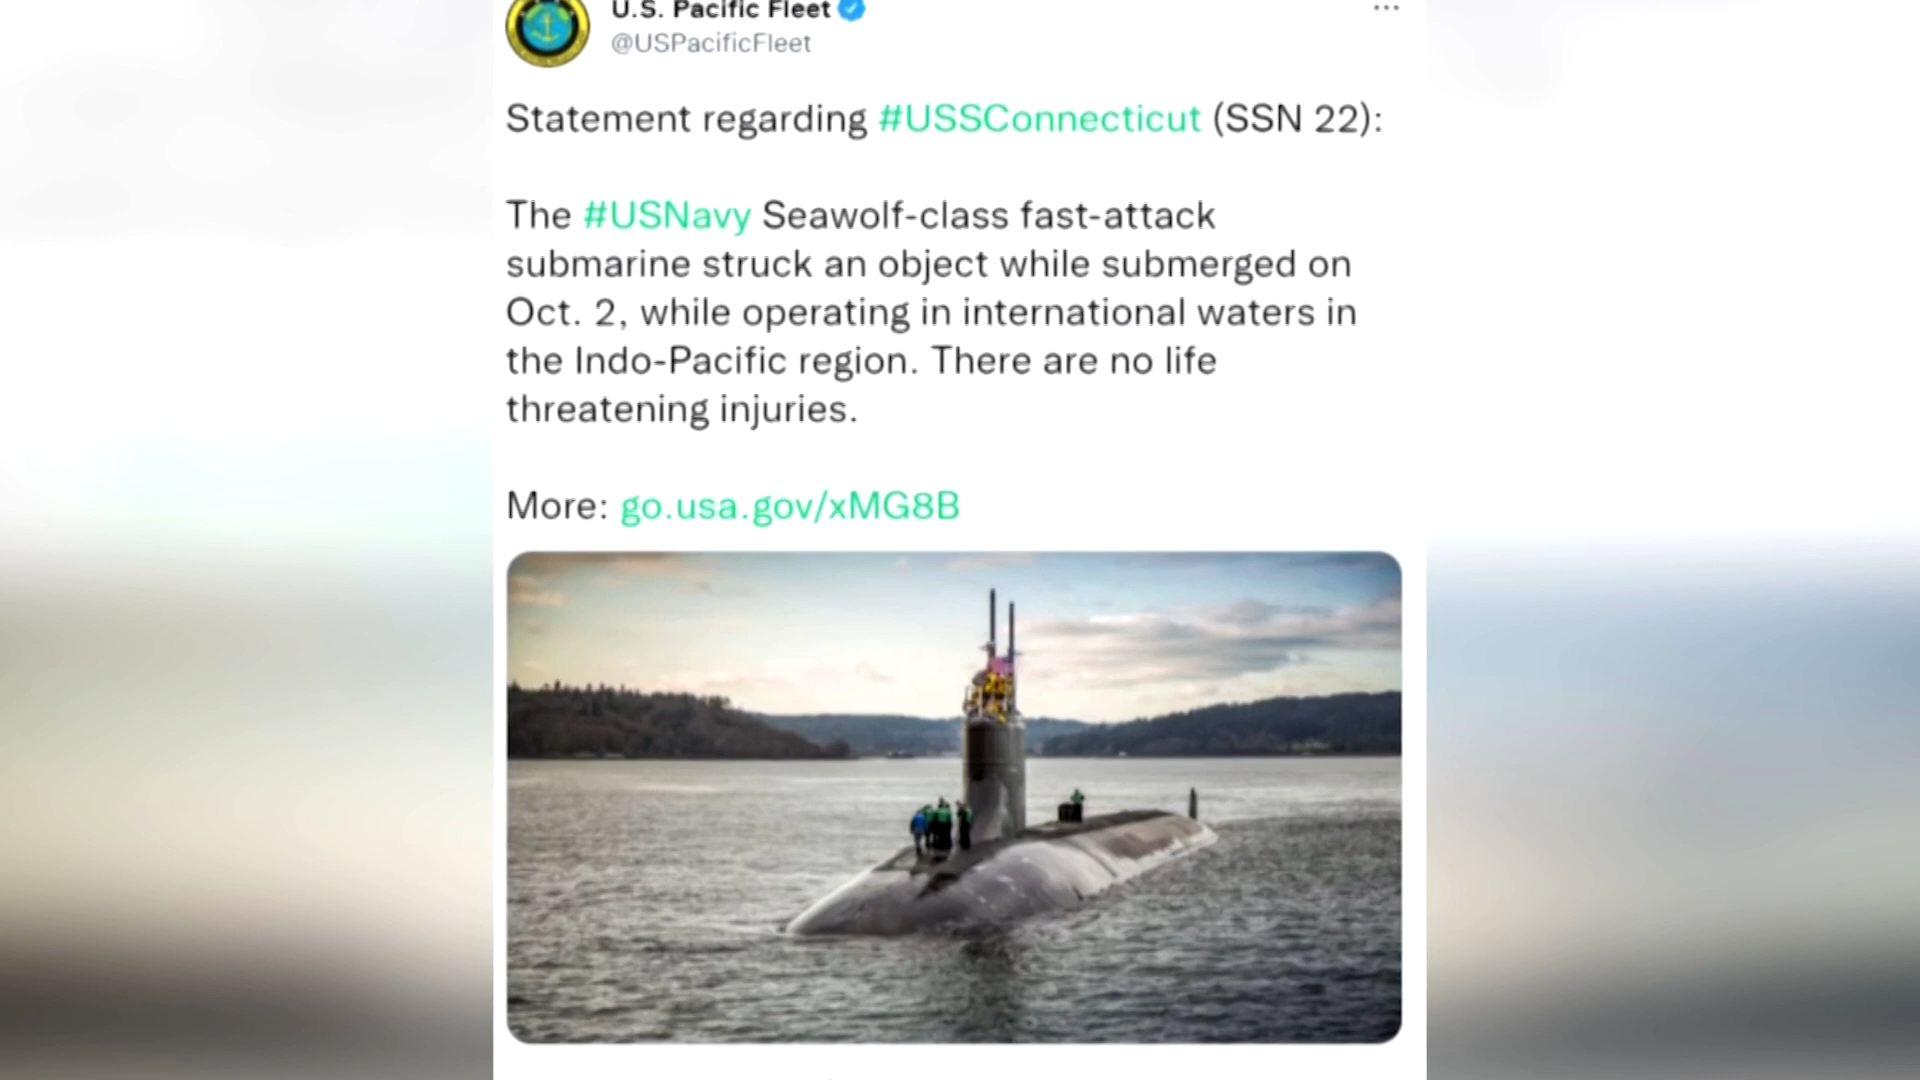 U.S. Pacific Fleet
@USPacificFleet
Statement regarding #USSConnecticut (SSN 22):
The #USNavy Seawolf-class fast-attack
submarine struck an object while submerged on
Oct. 2, while operating in international waters in
the Indo-Pacific region. There are no life
threatening injuries.
More: go.usa.gov/xMG8B